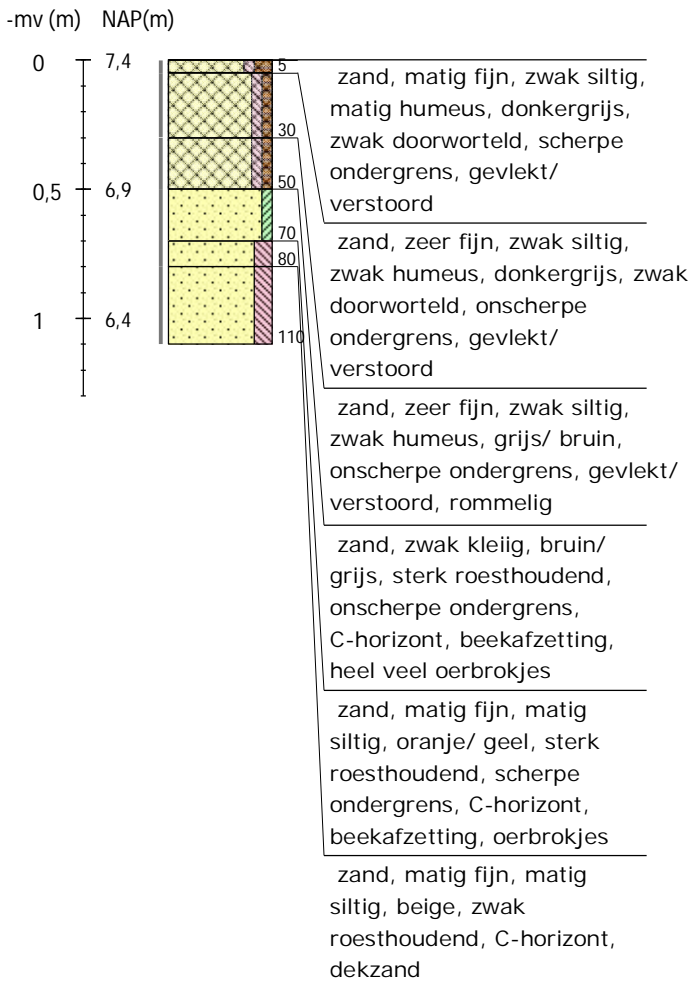 -mv (m) NAP(m)
0 7,4
0,5 6,9
1 6,4
5
30
50
70
80
110
zand, matig fijn, zwak siltig,
matig humeus, donkergrijs,
zwak doorworteld, scherpe
ondergrens, gevlekt/
verstoord
zand, zeer fijn, zwak siltig,
zwak humeus, donkergrijs, zwak
doorworteld, onscherpe
ondergrens, gevlekt/
verstoord
zand, zeer fijn, zwak siltig,
zwak humeus, grijs/ bruin,
onscherpe ondergrens, gevlekt/
verstoord, rommelig
zand, zwak kleiig, bruin/
grijs, sterk roesthoudend,
onscherpe ondergrens,
C-horizont, beekafzetting,
heel veel oerbrokjes
zand, matig fijn, matig
siltig, oranje/ geel, sterk
roesthoudend, scherpe
ondergrens, C-horizont,
beekafzetting, oerbrokjes
zand, matig fijn, matig
siltig, beige, zwak
roesthoudend, C-horizont,
dekzand